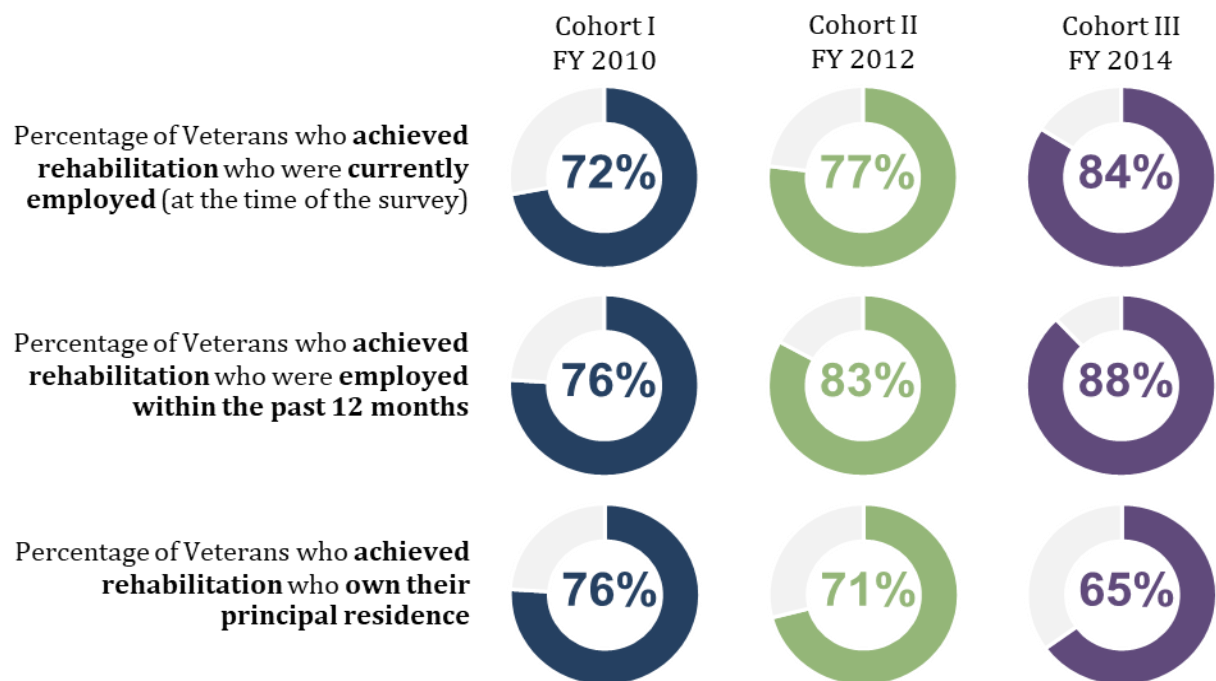 Cohort I
FY 2010
Cohort II
FY 2012
Cohort III
FY 2014
Percentage of Veterans who achieved
rehabilitation who were currently
employed (at the time of the survey)
72%
77%
84%
Percentage of Veterans who achieved
rehabilitation who were employed
within the past 12 months
76%
83%
88%
Percentage of Veterans who achieved
rehabilitation who own their
principal residence
76%
71%
65%